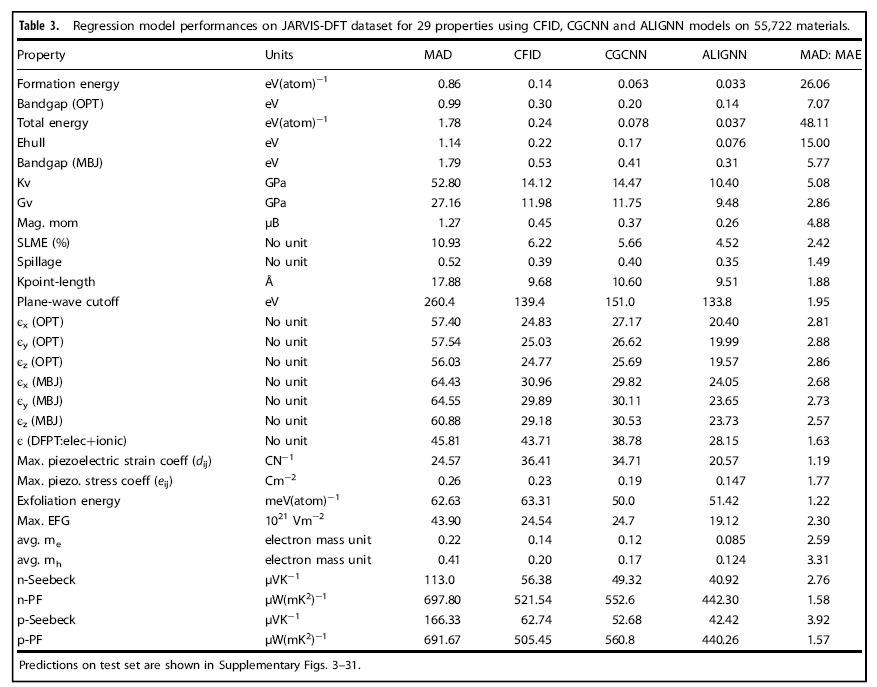 Table 3. Regression model performances on JARVIS-DFT dataset for 29 properties using CFID, CGCNN and ALIGNN models on 55,722 materials.
Property Units MAD CFID CGCNN ALIGNN MAD: MAE
Formation energy eV(atom)⁻¹ 0.86 0.14 0.063 0.033 26.06
Bandgap (OPT) eV 0.99 0.30 0.20 0.14 7.07
Total energy eV(atom)⁻¹ 1.78 0.24 0.078 0.037 48.11
Ehull eV 1.14 0.22 0.17 0.076 15.00
Bandgap (MBJ) eV 1.79 0.53 0.41 0.31 5.77
Kv GPa 52.80 14.12 14.47 10.40 5.08
Gv GPa 27.16 11.98 11.75 9.48 2.86
Mag. mom µB 1.27 0.45 0.37 0.26 4.88
SLME (%) No unit 10.93 6.22 5.66 4.52 2.42
Spillage No unit 0.52 0.39 0.40 0.35 1.49
Kpoint-length Å 17.88 9.68 10.60 9.51 1.88
Plane-wave cutoff eV 260.4 139.4 151.0 133.8 1.95
ϵₓ (OPT) No unit 57.40 24.83 27.17 20.40 2.81
ϵy (OPT) No unit 57.54 25.03 26.62 19.99 2.88
ϵz (OPT) No unit 56.03 24.77 25.69 19.57 2.86
ϵₓ (MBJ) No unit 64.43 30.96 29.82 24.05 2.68
ϵy (MBJ) No unit 64.55 29.89 30.11 23.65 2.73
ϵz (MBJ) No unit 60.88 29.18 30.53 23.73 2.57
ϵ (DFPT:elec+ionic) No unit 45.81 43.71 38.78 28.15 1.63
Max. piezoelectric strain coeff (dij) CN⁻¹ 24.57 36.41 34.71 20.57 1.19
Max. piezo. stress coeff (eij) Cm⁻² 0.26 0.23 0.19 0.147 1.77
Exfoliation energy meV(atom)⁻¹ 62.63 63.31 50.0 51.42 1.22
Max. EFG 10²¹ Vm⁻² 43.90 24.54 24.7 19.12 2.30
avg. me electron mass unit 0.22 0.14 0.12 0.085 2.59
avg. mh electron mass unit 0.41 0.20 0.17 0.124 3.31
n-Seebeck µVK⁻¹ 113.0 56.38 49.32 40.92 2.76
n-PF µW(mK²)⁻¹ 697.80 521.54 552.6 442.30 1.58
p-Seebeck µVK⁻¹ 166.33 62.74 52.68 42.42 3.92
p-PF µW(mK²)⁻¹ 691.67 505.45 560.8 440.26 1.57
Predictions on test set are shown in Supplementary Figs. 3–31.